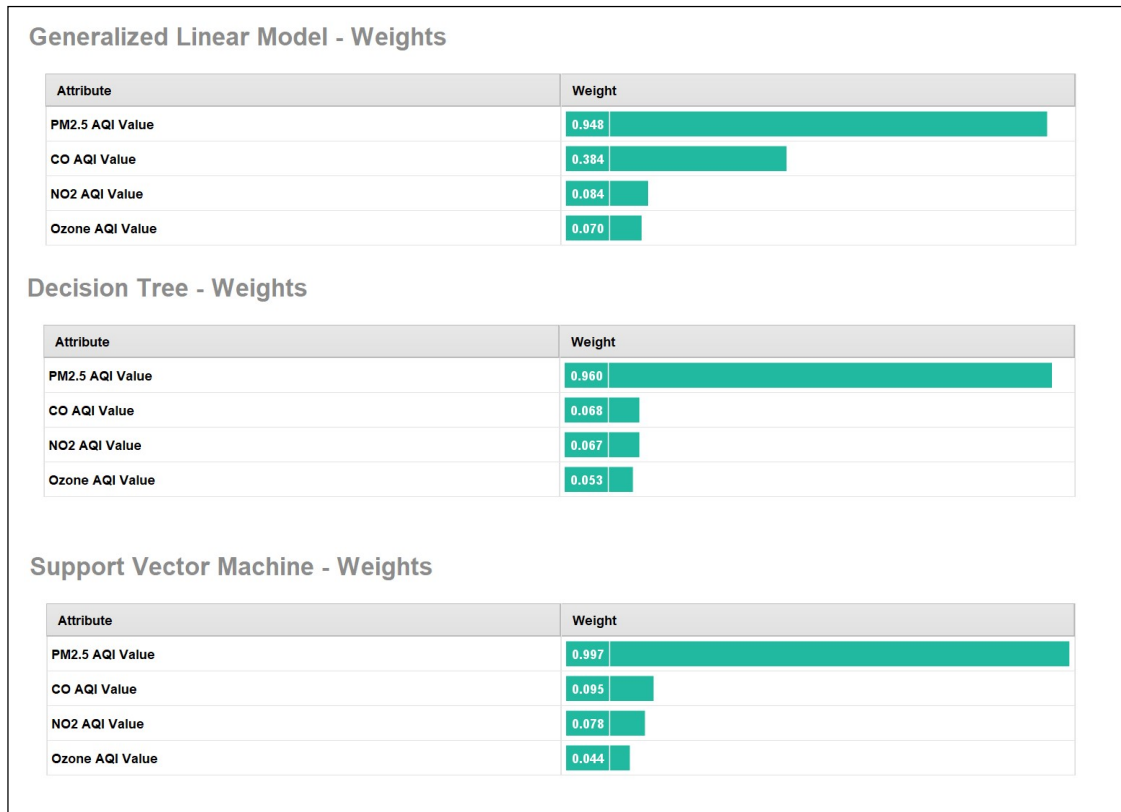 Generalized Linear Model - Weights
Attribute Weight
PM2.5 AQI Value 0.948
CO AQI Value 0.384
NO2 AQI Value 0.084
Ozone AQI Value 0.070
Decision Tree - Weights
Attribute Weight
PM2.5 AQI Value 0.960
CO AQI Value 0.068
NO2 AQI Value 0.067
Ozone AQI Value 0.053
Support Vector Machine - Weights
Attribute Weight
PM2.5 AQI Value 0.997
CO AQI Value 0.095
NO2 AQI Value 0.078
Ozone AQI Value 0.044